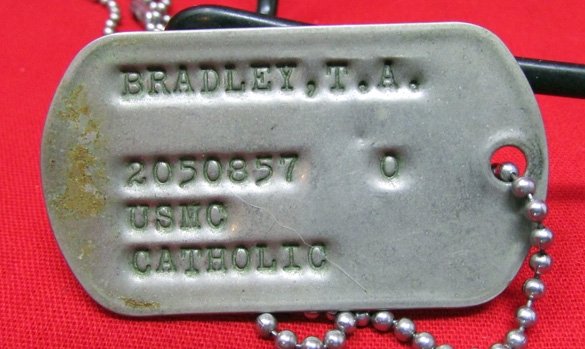 BRADLEY,T.A.
2050857 O
USMC
CATHOLIC